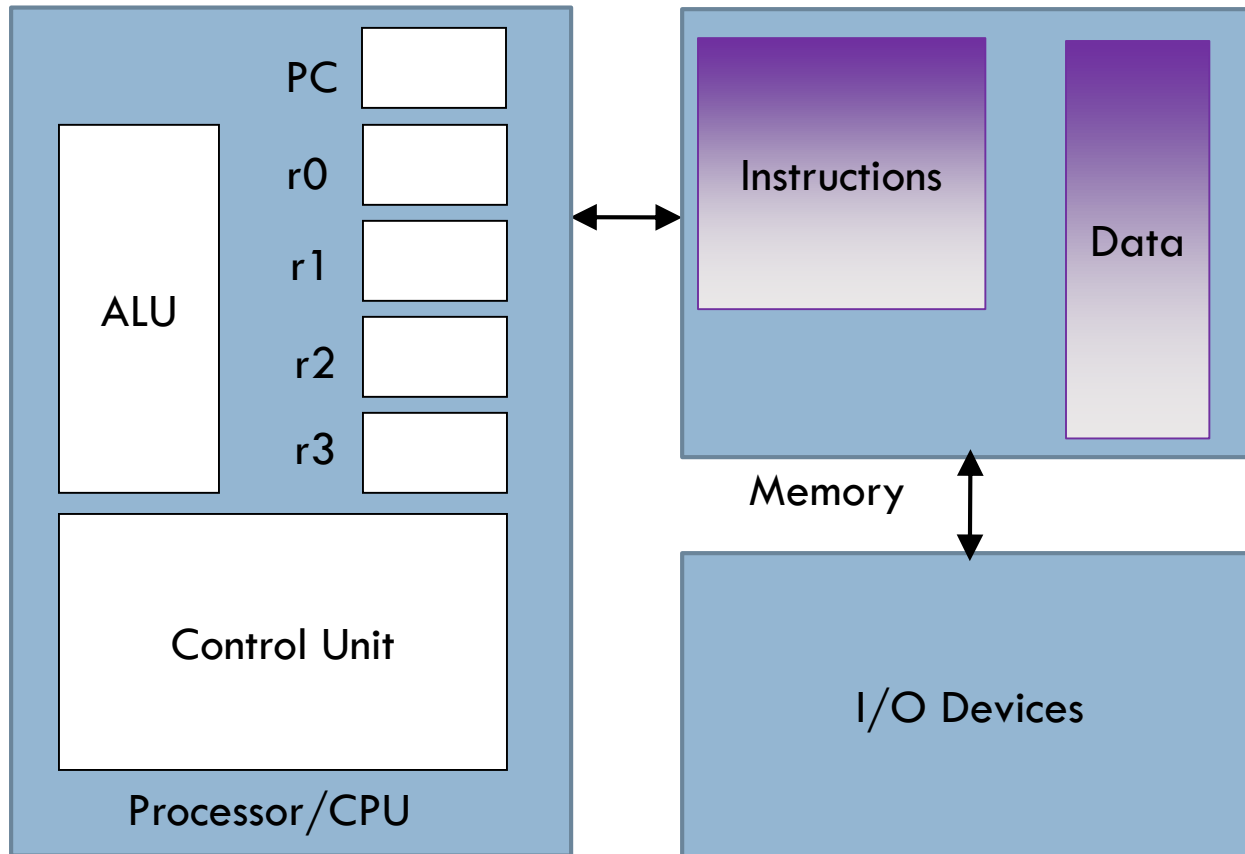 PC
r0
r1
r2
r3
ALU
Control Unit
Processor/CPU
Instructions
Data
Memory
I/O Devices